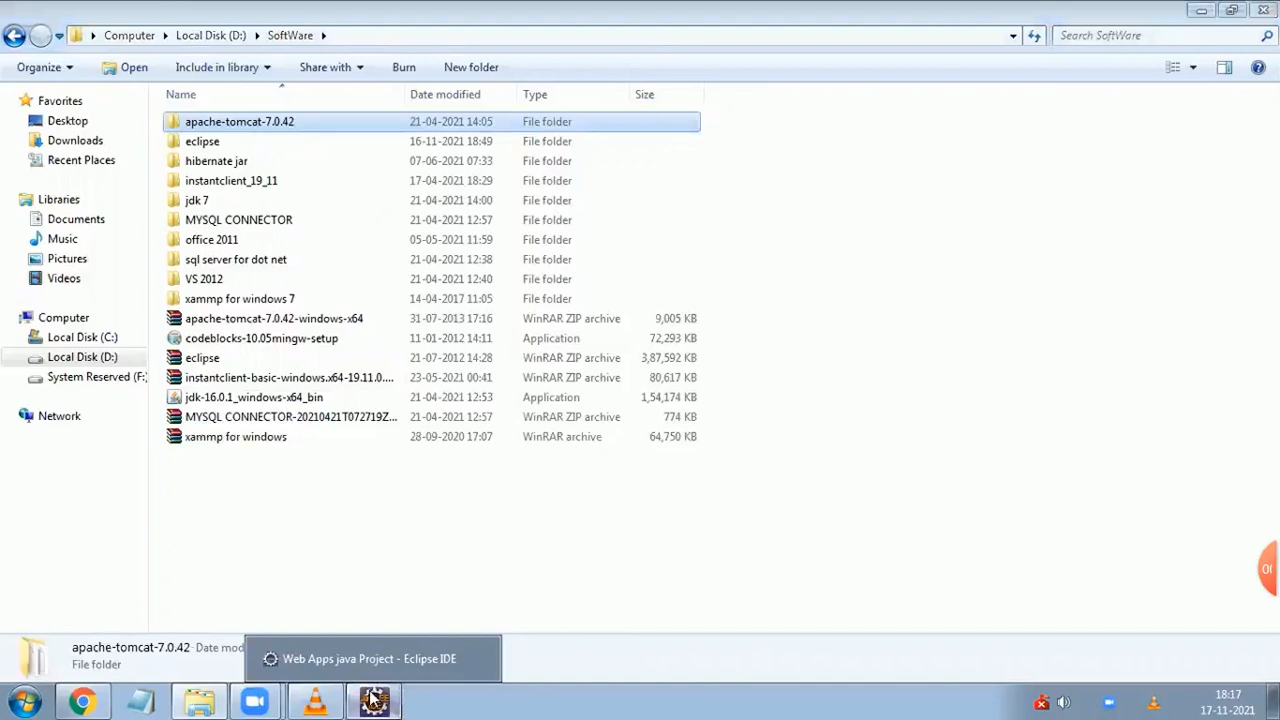 Computer Local Disk (D:) SoftWare Search SoftWare
Organize Open Include in library Share with Burn New folder
Name Date modified Type Size
Favorites
Desktop
Downloads
Recent Places
Libraries
Documents
Music
Pictures
Videos
Computer
Local Disk (C:)
Local Disk (D:)
System Reserved (F:)
Network
apache-tomcat-7.0.42 21-04-2021 14:05 File folder
eclipse 16-11-2021 18:49 File folder
hibernate jar 07-06-2021 07:33 File folder
instantclient_19_11 17-04-2021 18:29 File folder
jdk 7 21-04-2021 14:00 File folder
MYSQL CONNECTOR 21-04-2021 12:57 File folder
office 2011 05-05-2021 11:59 File folder
sql server for dot net 21-04-2021 12:38 File folder
VS 2012 21-04-2021 12:40 File folder
xammp for windows 7 14-04-2017 11:05 File folder
apache-tomcat-7.0.42-windows-x64 31-07-2013 17:16 WinRAR ZIP archive 9,005 KB
codeblocks-10.05mingw-setup 11-01-2012 14:11 Application 72,293 KB
eclipse 21-07-2012 14:28 WinRAR ZIP archive 3,87,592 KB
instantclient-basic-windows.x64-19.11.0.... 23-05-2021 00:41 WinRAR ZIP archive 80,617 KB
jdk-16.0.1_windows-x64_bin 21-04-2021 12:53 Application 1,54,174 KB
MYSQL CONNECTOR-20210421T072719Z... 21-04-2021 12:57 WinRAR ZIP archive 774 KB
xammp for windows 28-09-2020 17:07 WinRAR archive 64,750 KB
apache-tomcat-7.0.42 Date mod
File folder
Web Apps java Project - Eclipse IDE
18:17
17-11-2021